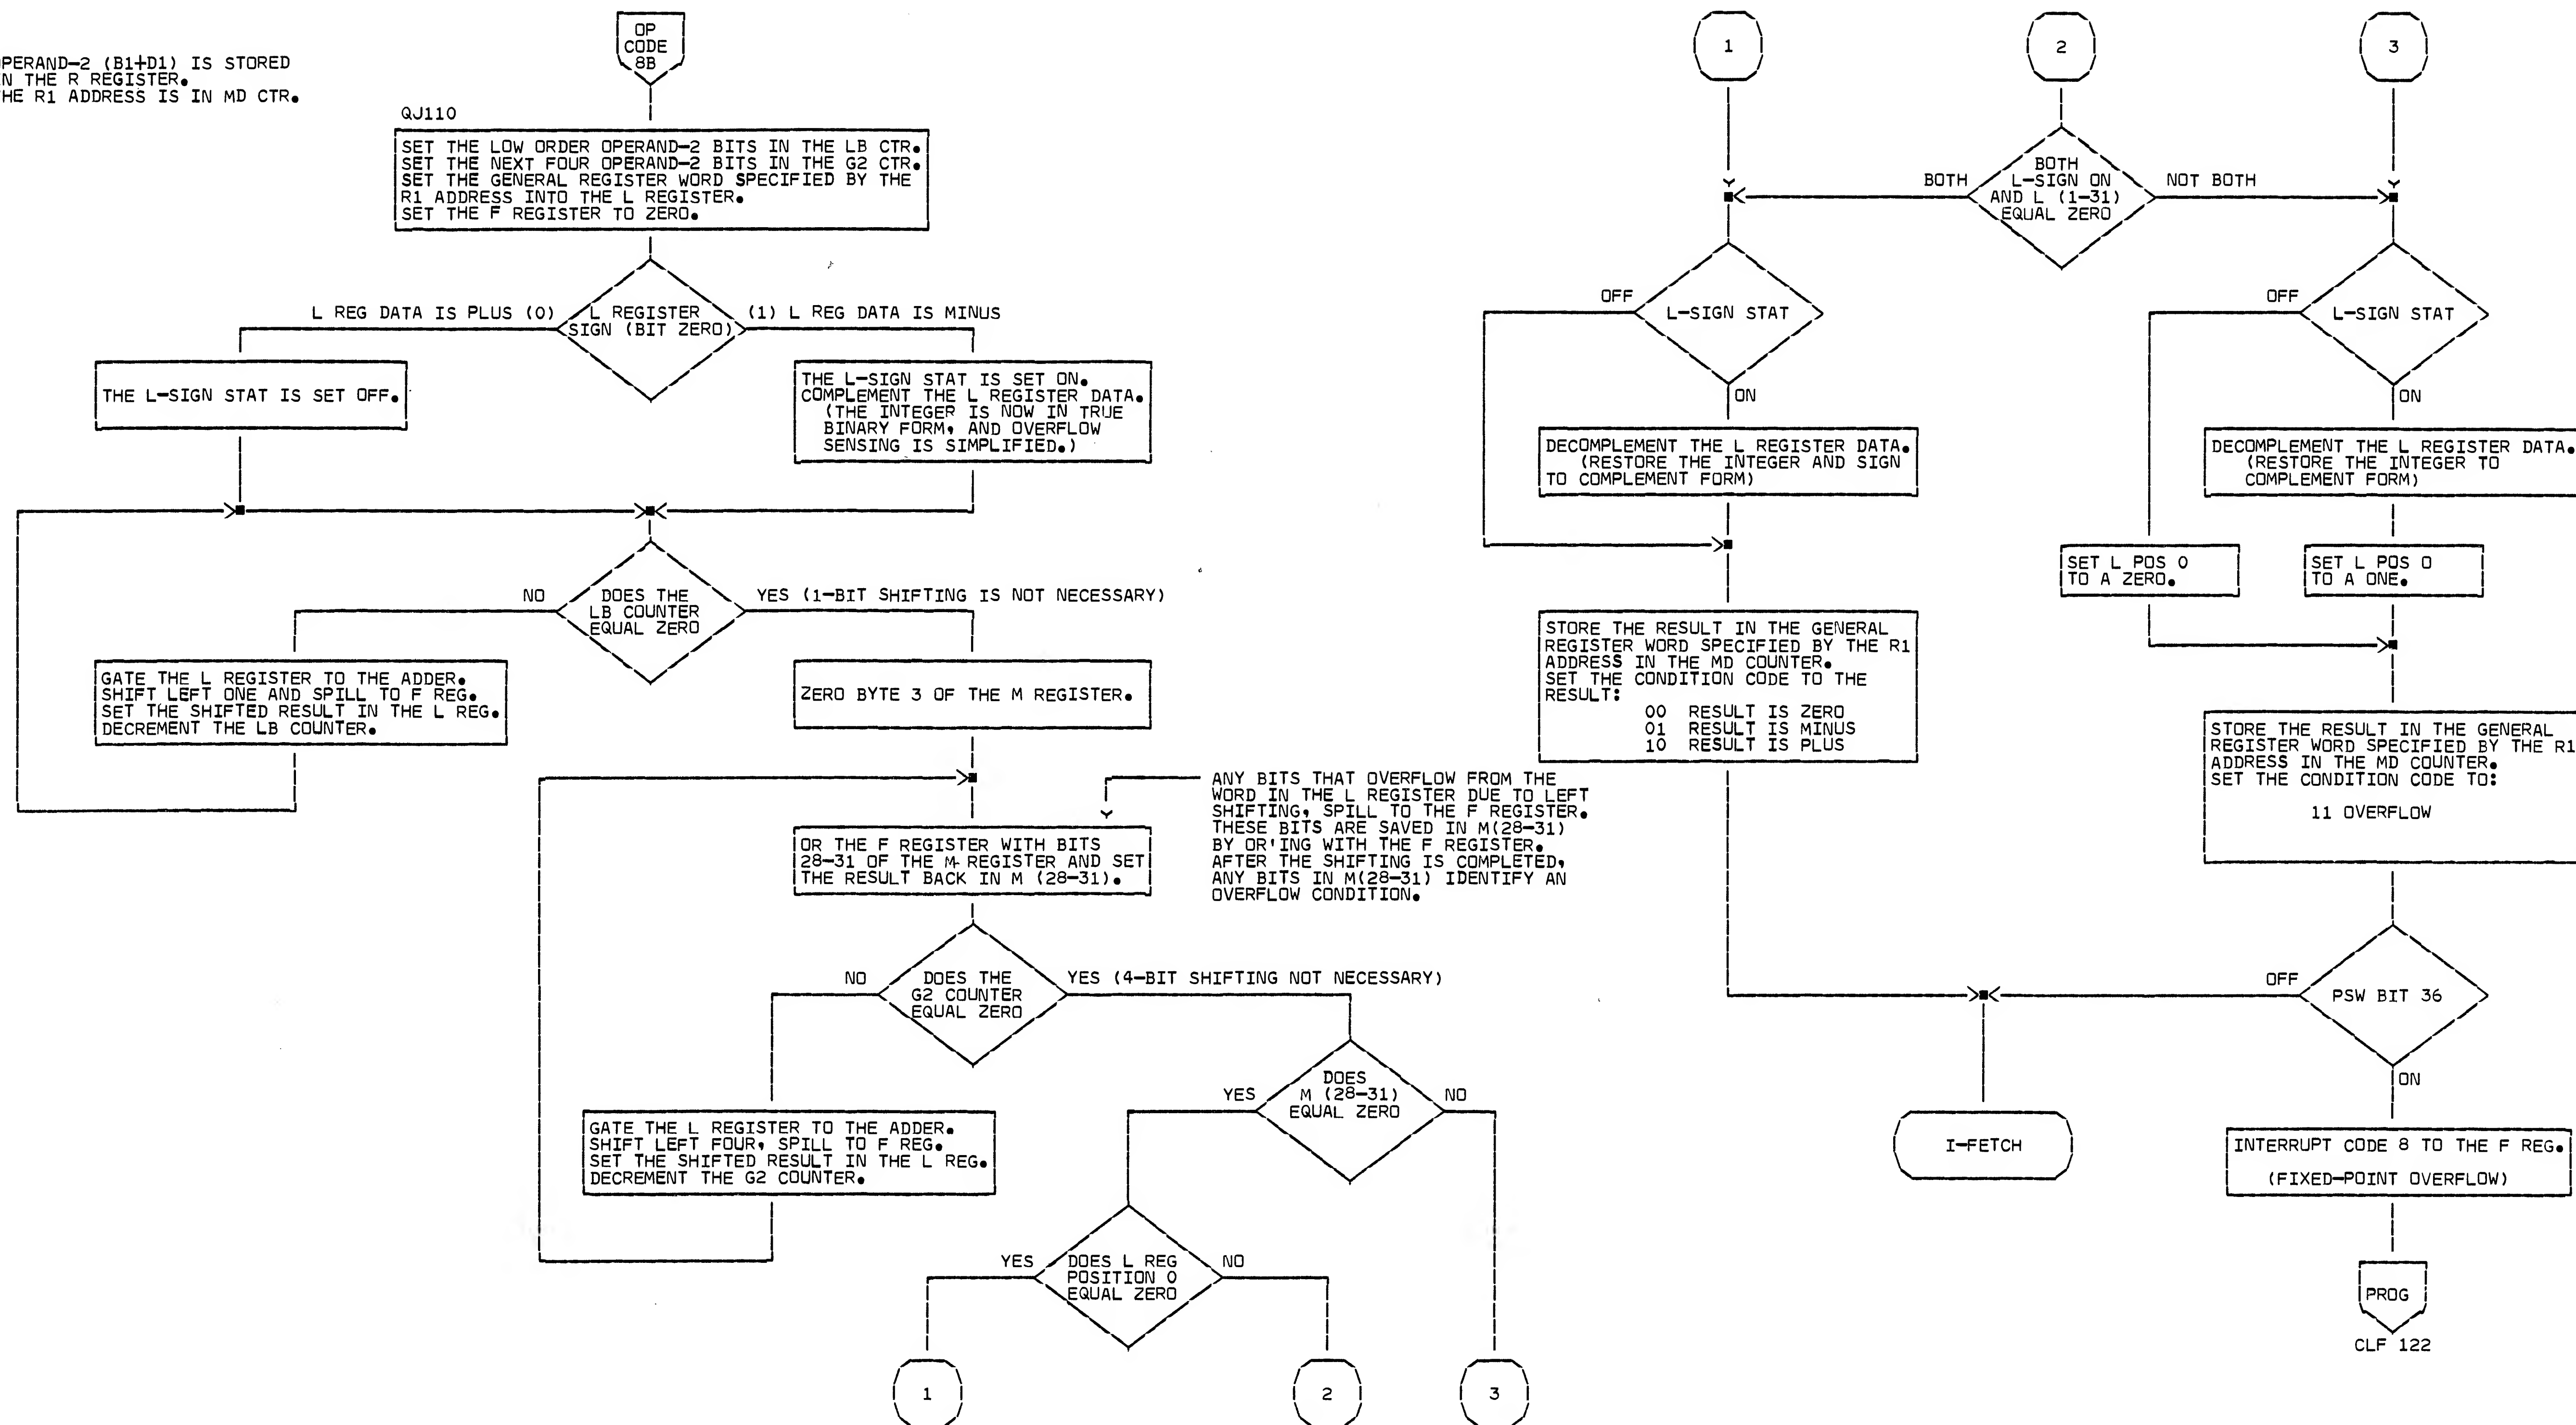 OPERAND-2 (B1+D1) IS STORED
IN THE R REGISTER.
THE R1 ADDRESS IS IN MD CTR.
OP
CODE
8B
QJ110
SET THE LOW ORDER OPERAND-2 BITS IN THE LB CTR.
SET THE NEXT FOUR OPERAND-2 BITS IN THE G2 CTR.
SET THE GENERAL REGISTER WORD SPECIFIED BY THE
R1 ADDRESS INTO THE L REGISTER.
SET THE F REGISTER TO ZERO.
L REG DATA IS PLUS (0)
L REGISTER
SIGN (BIT ZERO)
(1) L REG DATA IS MINUS
THE L-SIGN STAT IS SET OFF.
THE L-SIGN STAT IS SET ON.
COMPLEMENT THE L REGISTER DATA.
(THE INTEGER IS NOW IN TRUE
BINARY FORM, AND OVERFLOW
SENSING IS SIMPLIFIED.)
NO
DOES THE
LB COUNTER
EQUAL ZERO
YES (1-BIT SHIFTING IS NOT NECESSARY)
GATE THE L REGISTER TO THE ADDER.
SHIFT LEFT ONE AND SPILL TO F REG.
SET THE SHIFTED RESULT IN THE L REG.
DECREMENT THE LB COUNTER.
ZERO BYTE 3 OF THE M REGISTER.
ANY BITS THAT OVERFLOW FROM THE
WORD IN THE L REGISTER DUE TO LEFT
SHIFTING, SPILL TO THE F REGISTER.
THESE BITS ARE SAVED IN M(28-31)
BY OR'ING WITH THE F REGISTER.
AFTER THE SHIFTING IS COMPLETED,
ANY BITS IN M(28-31) IDENTIFY AN
OVERFLOW CONDITION.
OR THE F REGISTER WITH BITS
28-31 OF THE M REGISTER AND SET
THE RESULT BACK IN M (28-31).
NO
DOES THE
G2 COUNTER
EQUAL ZERO
YES (4-BIT SHIFTING NOT NECESSARY)
GATE THE L REGISTER TO THE ADDER.
SHIFT LEFT FOUR, SPILL TO F REG.
SET THE SHIFTED RESULT IN THE L REG.
DECREMENT THE G2 COUNTER.
YES
DOES
M (28-31)
EQUAL ZERO
NO
YES
DOES L REG
POSITION 0
EQUAL ZERO
NO
1
2
3
1
2
3
BOTH
BOTH
L-SIGN ON
AND L (1-31)
EQUAL ZERO
NOT BOTH
OFF
L-SIGN STAT
ON
DECOMPLEMENT THE L REGISTER DATA.
(RESTORE THE INTEGER AND SIGN
TO COMPLEMENT FORM)
STORE THE RESULT IN THE GENERAL
REGISTER WORD SPECIFIED BY THE R1
ADDRESS IN THE MD COUNTER.
SET THE CONDITION CODE TO THE
RESULT:
00 RESULT IS ZERO
01 RESULT IS MINUS
10 RESULT IS PLUS
OFF
L-SIGN STAT
ON
DECOMPLEMENT THE L REGISTER DATA.
(RESTORE THE INTEGER TO
COMPLEMENT FORM)
SET L POS 0
TO A ZERO.
SET L POS 0
TO A ONE.
STORE THE RESULT IN THE GENERAL
REGISTER WORD SPECIFIED BY THE R1
ADDRESS IN THE MD COUNTER.
SET THE CONDITION CODE TO:
11 OVERFLOW
OFF
PSW BIT 36
ON
I-FETCH
INTERRUPT CODE 8 TO THE F REG.
(FIXED-POINT OVERFLOW)
PROG
CLF 122